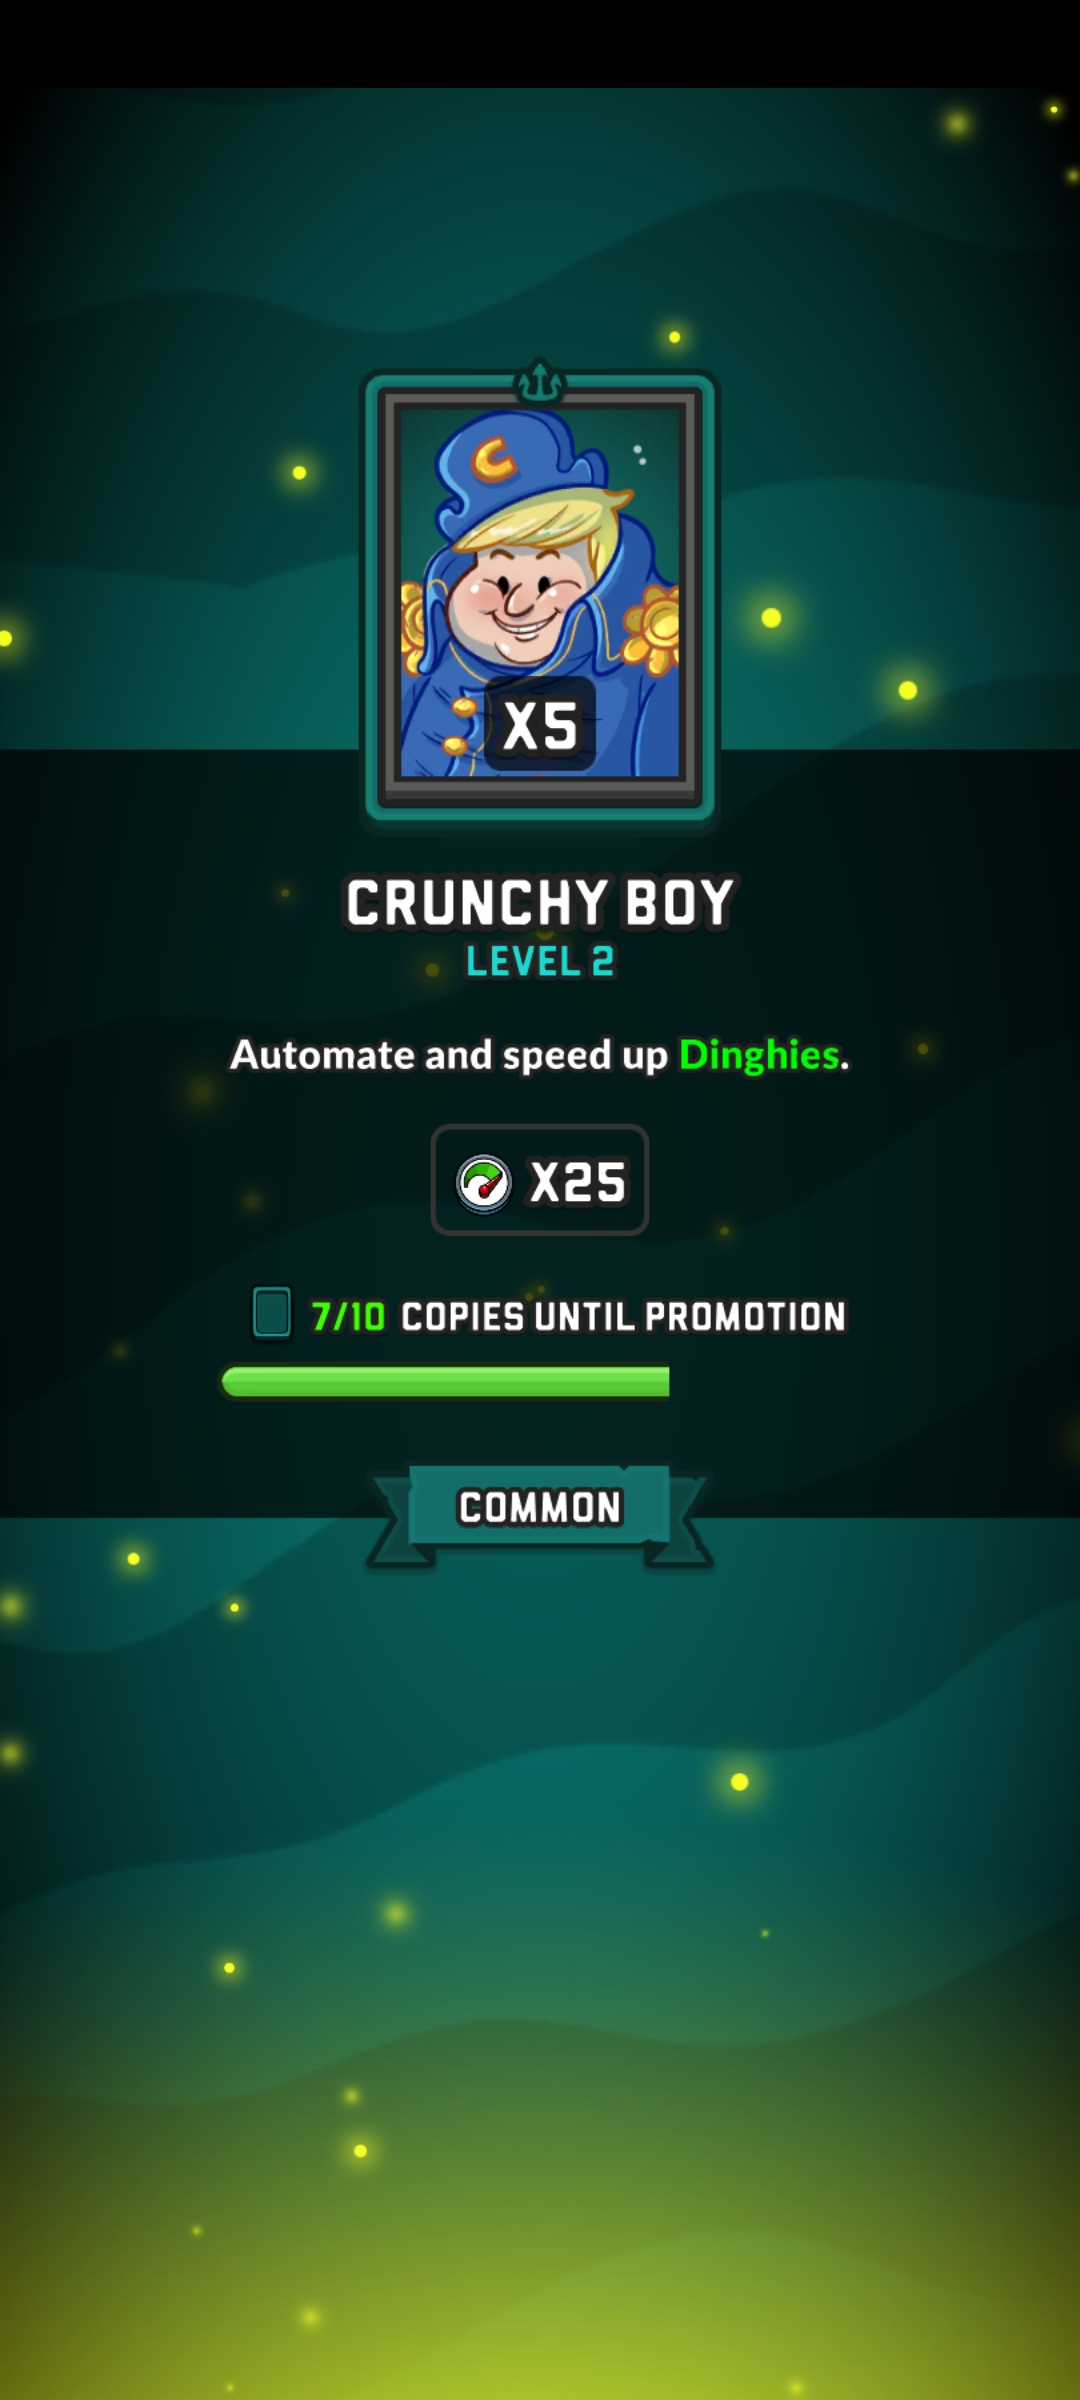 C
X5
CRUNCHY BOY
LEVEL 2
Automate and speed up Dinghies.
X25
7/10 COPIES UNTIL PROMOTION
COMMON